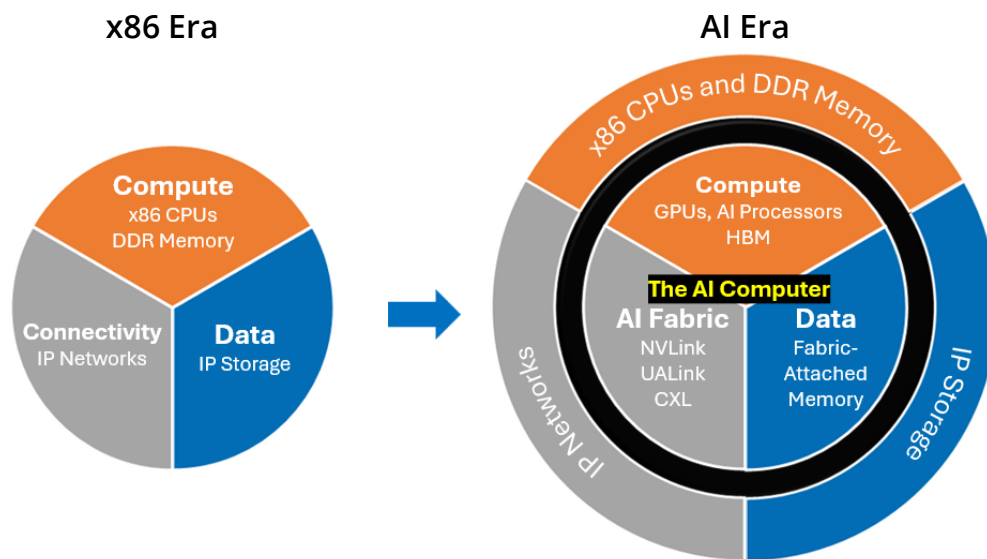 x86 Era
Compute
x86 CPUs
DDR Memory
Connectivity
IP Networks
Data
IP Storage
AI Era
x86 CPUs and DDR Memory
Compute
GPUs, AI Processors
HBM
The AI Computer
AI Fabric
NVLink
UALink
CXL
Data
Fabric-
Attached
Memory
IP Networks
IP Storage